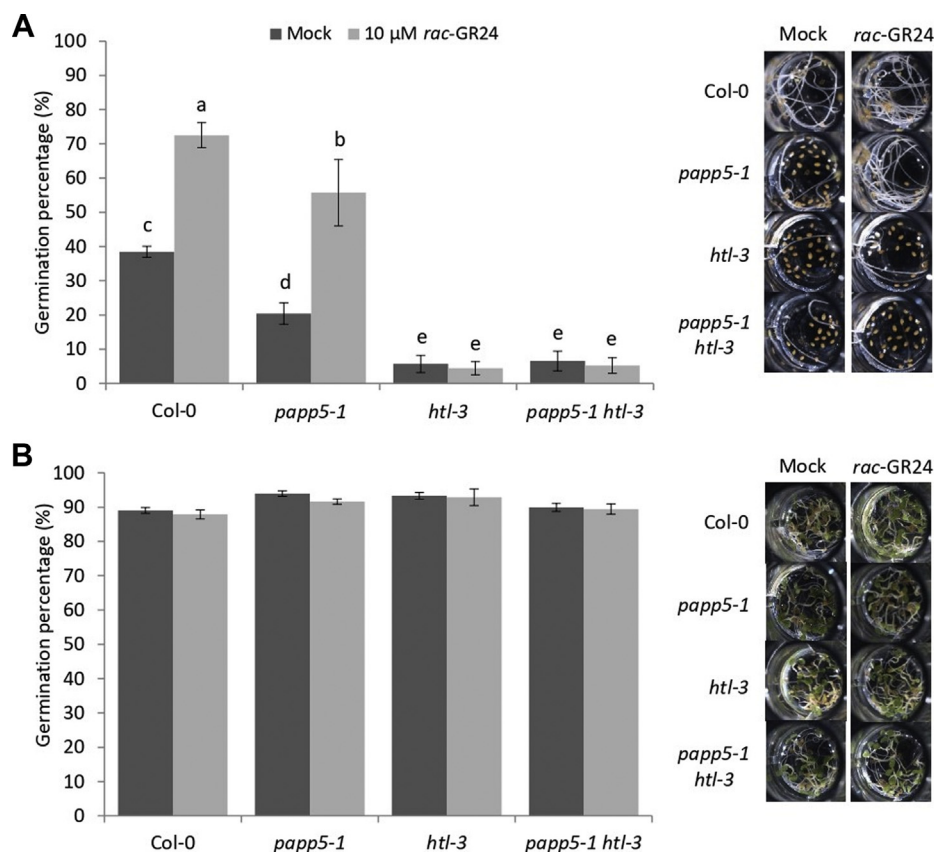 A
Mock 10 µM rac-GR24
Germination percentage (%)
100
90
80
70
60
50
40
30
20
10
0
c a
d b
e e
e e
Col-0 papp5-1 htl-3 papp5-1 htl-3
Mock rac-GR24
Col-0
papp5-1
htl-3
papp5-1
htl-3
B
Germination percentage (%)
100
90
80
70
60
50
40
30
20
10
0
Col-0 papp5-1 htl-3 papp5-1 htl-3
Mock rac-GR24
Col-0
papp5-1
htl-3
papp5-1
htl-3